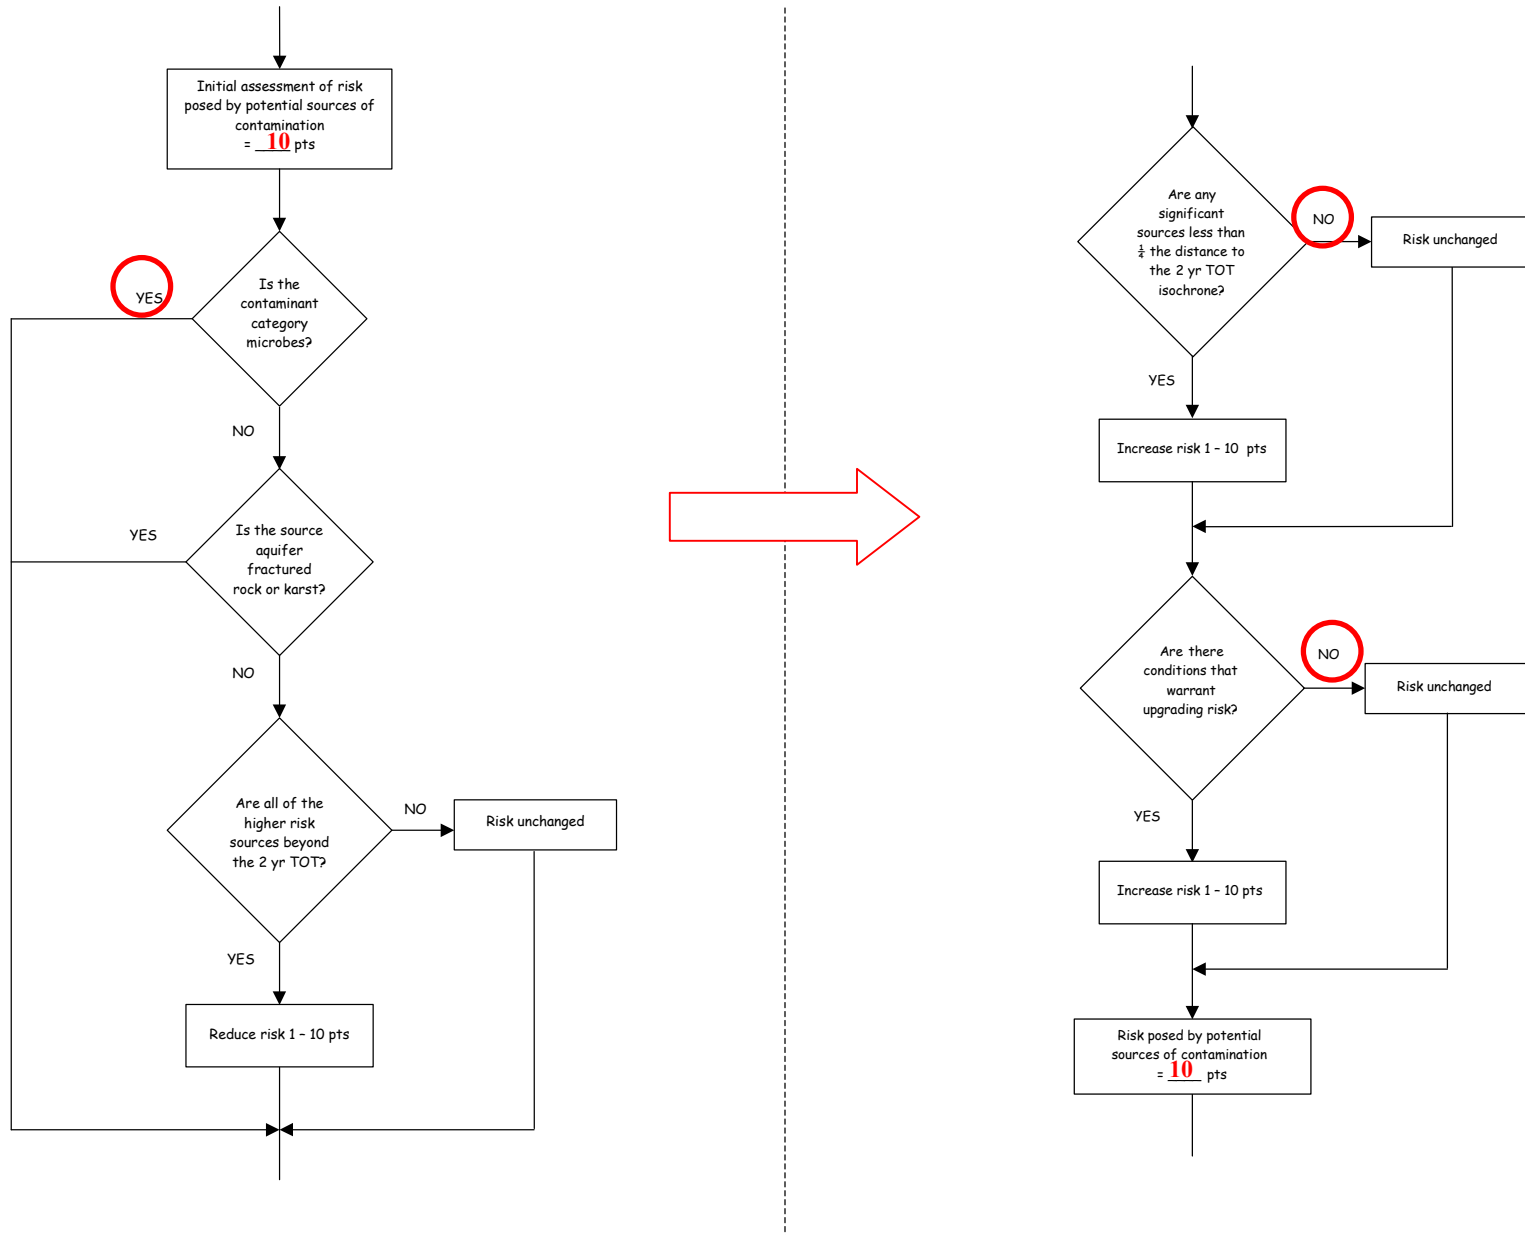 Initial assessment of risk
posed by potential sources of
contamination
= 10 pts
YES
Is the
contaminant
category
microbes?
NO
YES
Is the source
aquifer
fractured
rock or karst?
NO
Are all of the
higher risk
sources beyond
the 2 yr TOT?
NO
Risk unchanged
YES
Reduce risk 1 – 10 pts
Are any
significant
sources less than
¼ the distance to
the 2 yr TOT
isochrone?
NO
Risk unchanged
YES
Increase risk 1 – 10 pts
Are there
conditions that
warrant
upgrading risk?
NO
Risk unchanged
YES
Increase risk 1 – 10 pts
Risk posed by potential
sources of contamination
= 10 pts